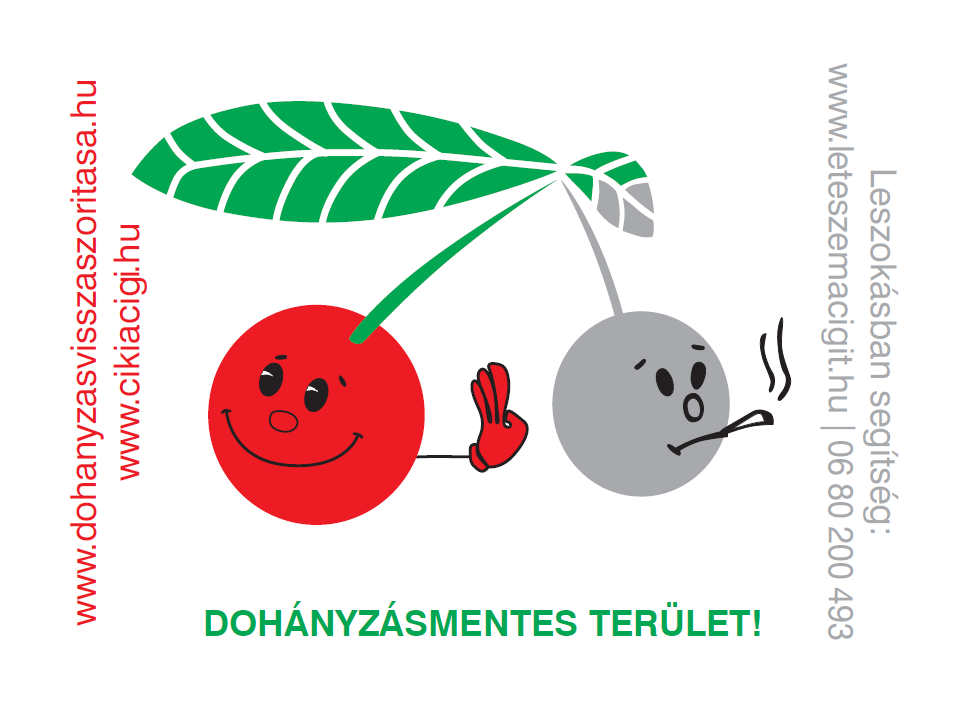 www.dohanyzasvisszaszoritasa.hu
www.cikiacigi.hu
DOHÁNYZÁSMENTES TERÜLET!
Leszokásban segítség:
www.leteszemacigit.hu | 06 80 200 493